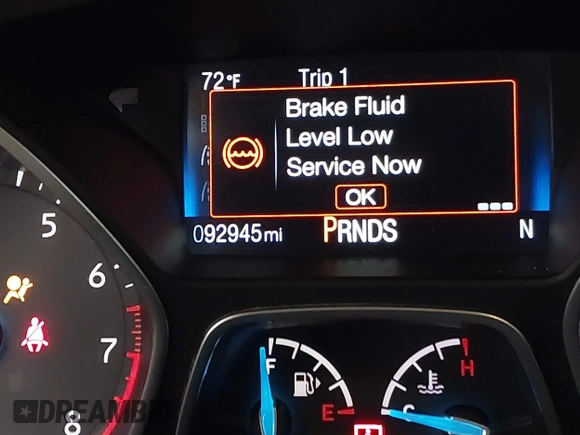 72°F Trip 1
Brake Fluid
Level Low
Service Now
OK
092945mi PRNDS N
5
6
7
8
F E
H C
DREAMBID